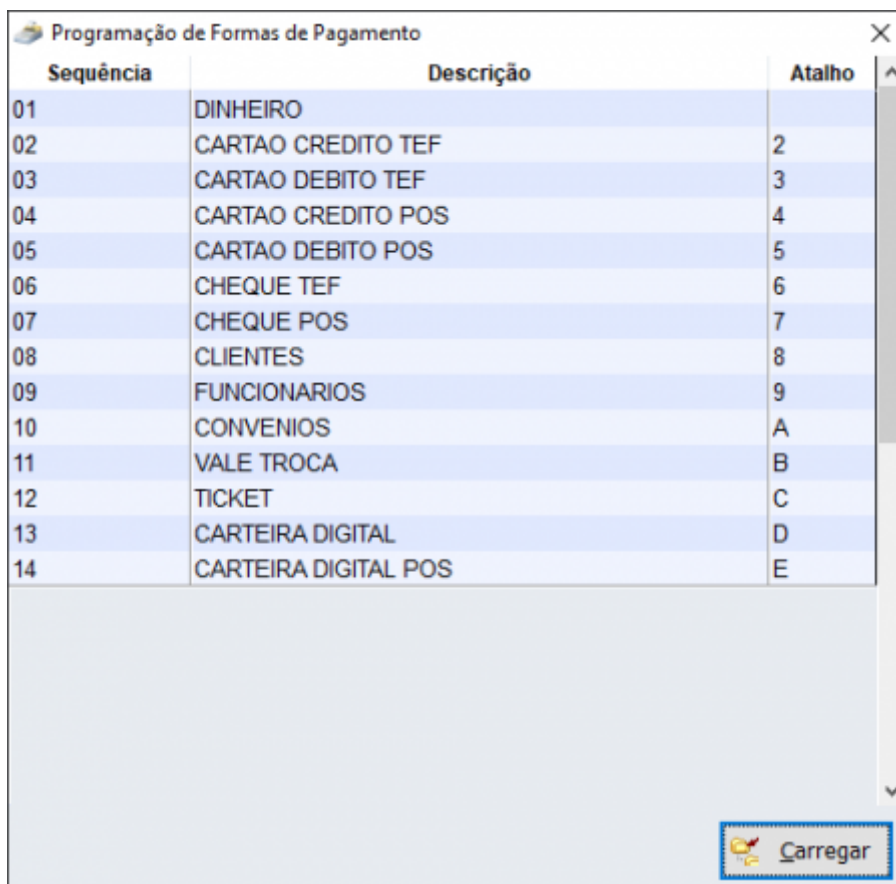 Programação de Formas de Pagamento
Sequência Descrição Atalho
01 DINHEIRO
02 CARTAO CREDITO TEF 2
03 CARTAO DEBITO TEF 3
04 CARTAO CREDITO POS 4
05 CARTAO DEBITO POS 5
06 CHEQUE TEF 6
07 CHEQUE POS 7
08 CLIENTES 8
09 FUNCIONARIOS 9
10 CONVENIOS A
11 VALE TROCA B
12 TICKET C
13 CARTEIRA DIGITAL D
14 CARTEIRA DIGITAL POS E
Carregar